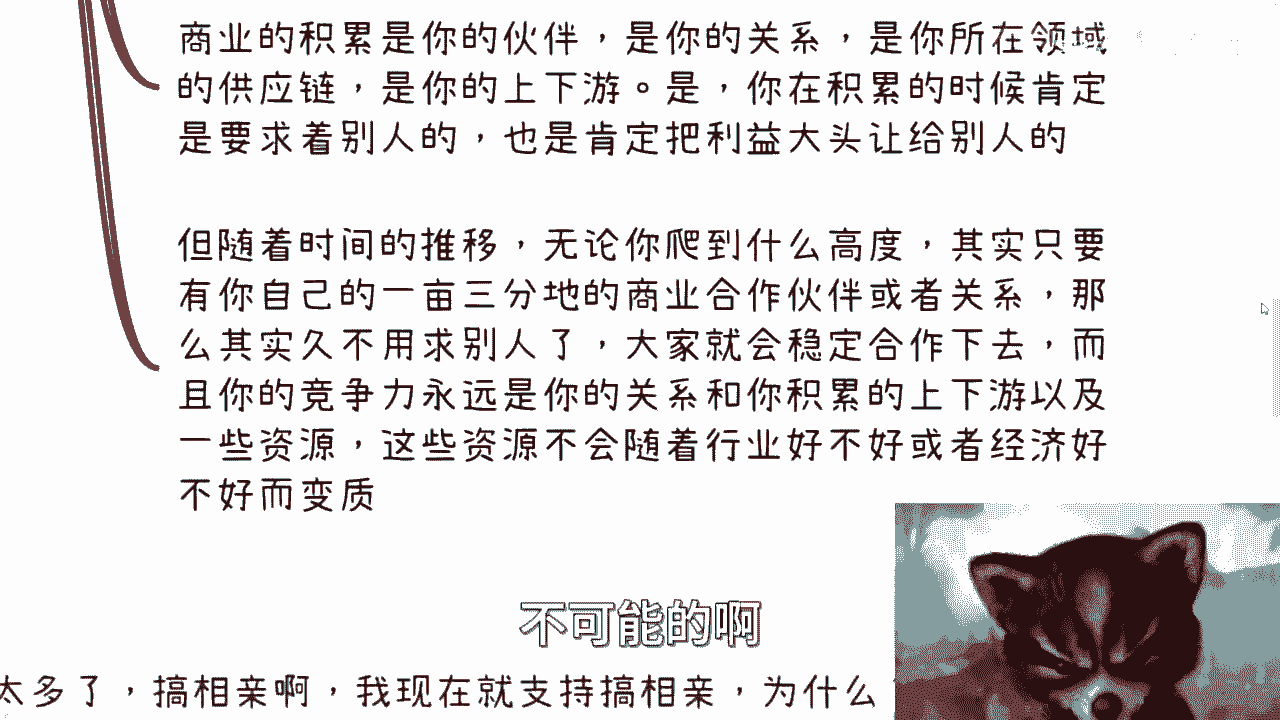 商业的积累是你的伙伴，是你的关系，是你所在领域
的供应链，是你的上下游。是，你在积累的时候肯定
是要求着别人的，也是肯定把利益大头让给别人的
但随着时间的推移，无论你爬到什么高度，其实只要
有你自己的一亩三分地的商业合作伙伴或者关系，那
么其实久不用求别人了，大家就会稳定合作下去，而
且你的竞争力永远是你的关系和你积累的上下游以及
一些资源，这些资源不会随着行业好不好或者经济好
不好而变质
不可能的啊
太多了，搞相亲啊，我现在就支持搞相亲，为什么